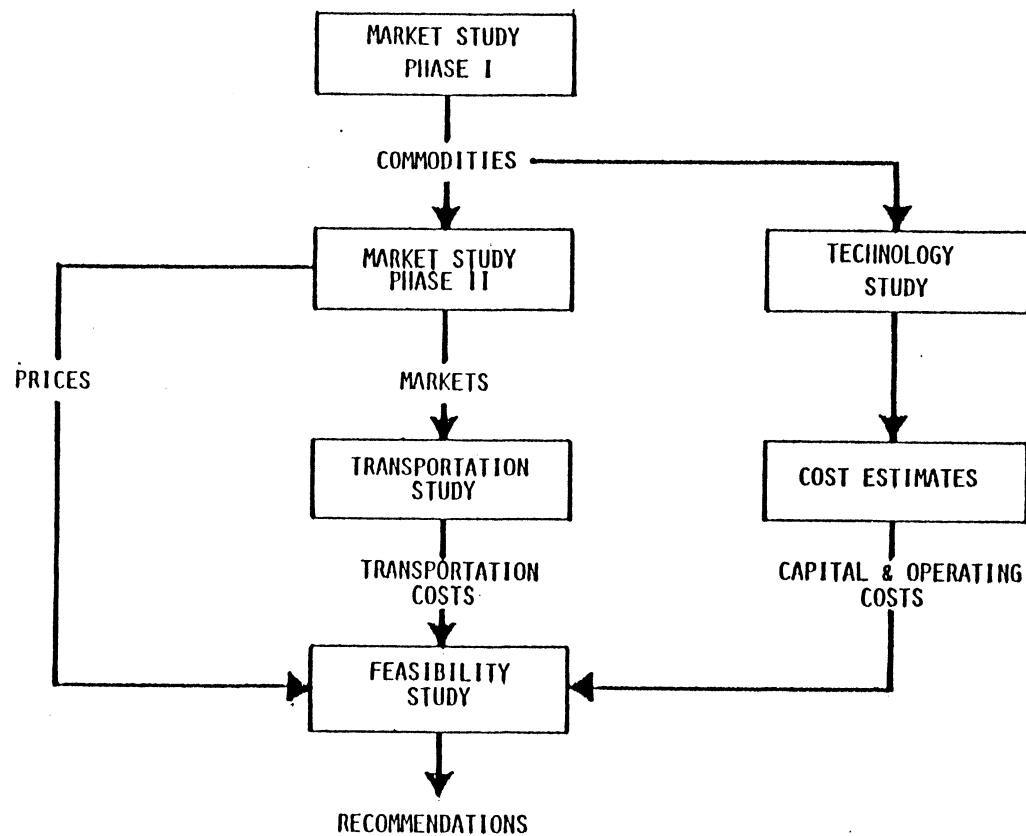 MARKET STUDY
PHASE I
COMMODITIES
MARKET STUDY
PHASE II
TECHNOLOGY
STUDY
PRICES
MARKETS
TRANSPORTATION
STUDY
COST ESTIMATES
TRANSPORTATION
COSTS
CAPITAL & OPERATING
COSTS
FEASIBILITY
STUDY
RECOMMENDATIONS